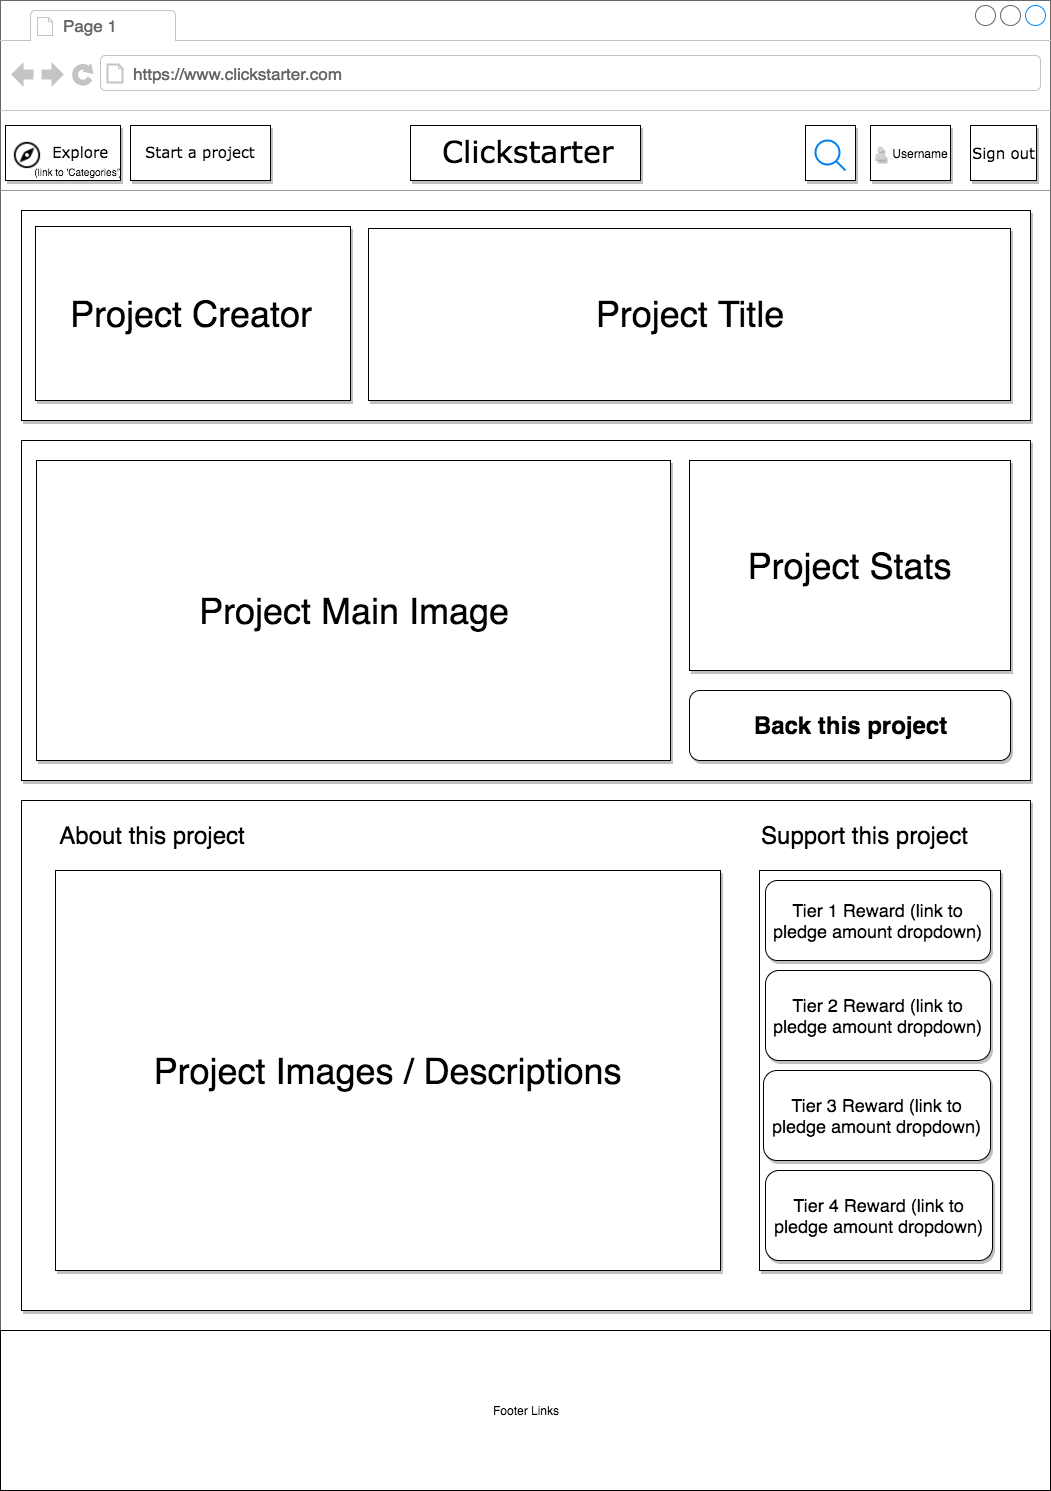 Page 1
https://www.clickstarter.com
Explore
(link to 'Categories')
Start a project
Clickstarter
Username
Sign out
Project Creator
Project Title
Project Main Image
Project Stats
Back this project
About this project
Support this project
Project Images / Descriptions
Tier 1 Reward (link to
pledge amount dropdown)
Tier 2 Reward (link to
pledge amount dropdown)
Tier 3 Reward (link to
pledge amount dropdown)
Tier 4 Reward (link to
pledge amount dropdown)
Footer Links